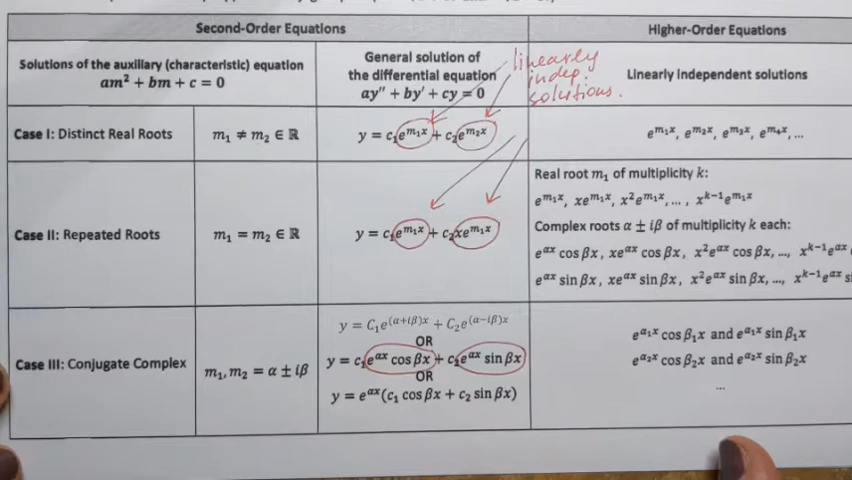 Second-Order Equations
Higher-Order Equations
Solutions of the auxiliary (characteristic) equation
am² + bm + c = 0
General solution of
the differential equation
ay'' + by' + cy = 0
linearly
indep.
solutions.
Linearly independent solutions
Case I: Distinct Real Roots
m₁ ≠ m₂ ∈ ℝ
y = c₁e^{m₁x} + c₂e^{m₂x}
e^{m₁x}, e^{m₂x}, e^{m₃x}, e^{m₄x}, ...
Case II: Repeated Roots
m₁ = m₂ ∈ ℝ
y = c₁e^{m₁x} + c₂xe^{m₁x}
Real root m₁ of multiplicity k:
e^{m₁x}, xe^{m₁x}, x²e^{m₁x}, ... , x^{k−1}e^{m₁x}
Complex roots α ± iβ of multiplicity k each:
e^{αx} cos βx, xe^{αx} cos βx, x²e^{αx} cos βx, ..., x^{k−1}e^{αx}
e^{αx} sin βx, xe^{αx} sin βx, x²e^{αx} sin βx, ..., x^{k−1}e^{αx}
Case III: Conjugate Complex
m₁, m₂ = α ± iβ
y = C₁e^{(α+iβ)x} + C₂e^{(α−iβ)x}
OR
y = c₁e^{αx} cos βx + c₂e^{αx} sin βx
OR
y = e^{αx}(c₁ cos βx + c₂ sin βx)
e^{α₁x} cos β₁x and e^{α₁x} sin β₁x
e^{α₂x} cos β₂x and e^{α₂x} sin β₂x
...